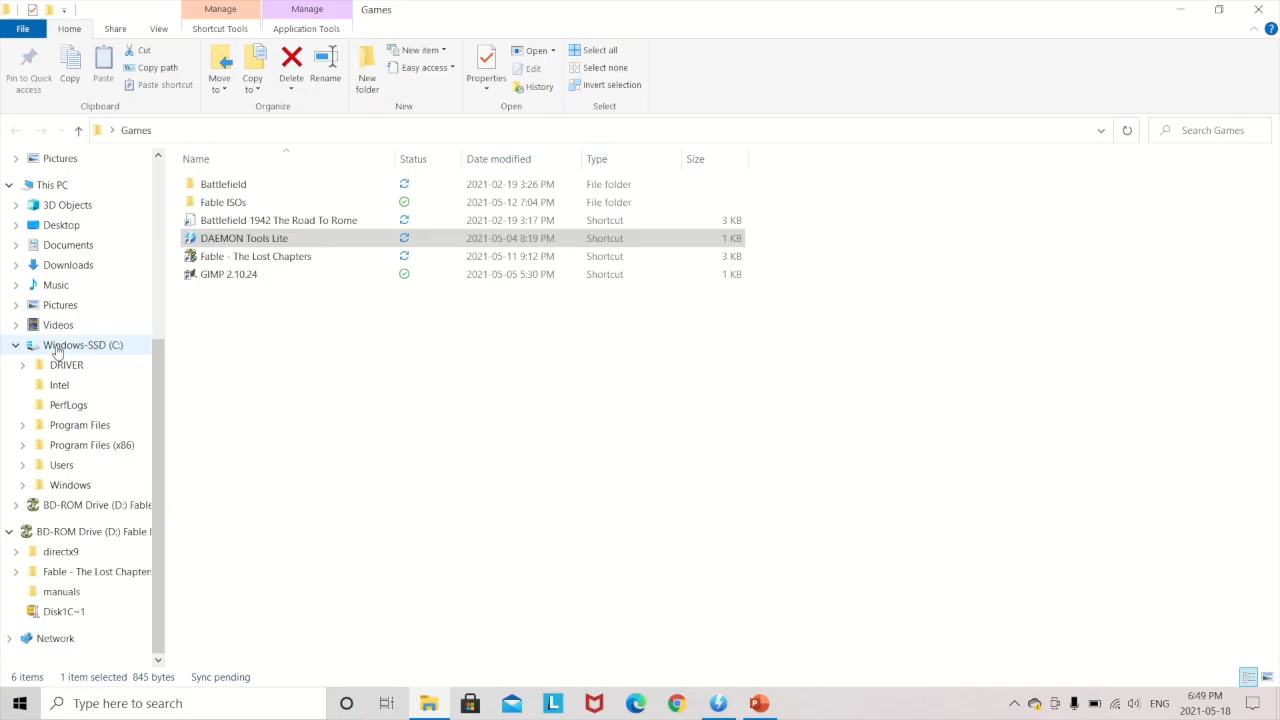 Manage Manage Games
File Home Share View Shortcut Tools Application Tools
Pin to Quick access Copy Paste Cut Copy path Paste shortcut
Move to Copy to Delete Rename New folder New item Easy access
Properties Open Edit History Select all Select none Invert selection
Clipboard Organize New Open Select
Games Search Games
Name Status Date modified Type Size
Battlefield 2021-02-19 3:26 PM File folder
Fable ISOs 2021-05-12 7:04 PM File folder
Battlefield 1942 The Road To Rome 2021-02-19 3:17 PM Shortcut 3 KB
DAEMON Tools Lite 2021-05-04 8:19 PM Shortcut 1 KB
Fable - The Lost Chapters 2021-05-11 9:12 PM Shortcut 3 KB
GIMP 2.10.24 2021-05-05 5:30 PM Shortcut 1 KB
Pictures
This PC
3D Objects
Desktop
Documents
Downloads
Music
Pictures
Videos
Windows-SSD (C:)
DRIVER
Intel
PerfLogs
Program Files
Program Files (x86)
Users
Windows
BD-ROM Drive (D:) Fable
BD-ROM Drive (D:) Fable
directx9
Fable - The Lost Chapters
manuals
Disk1C~1
Network
6 items 1 item selected 845 bytes Sync pending
Type here to search
ENG 6:49 PM
2021-05-18